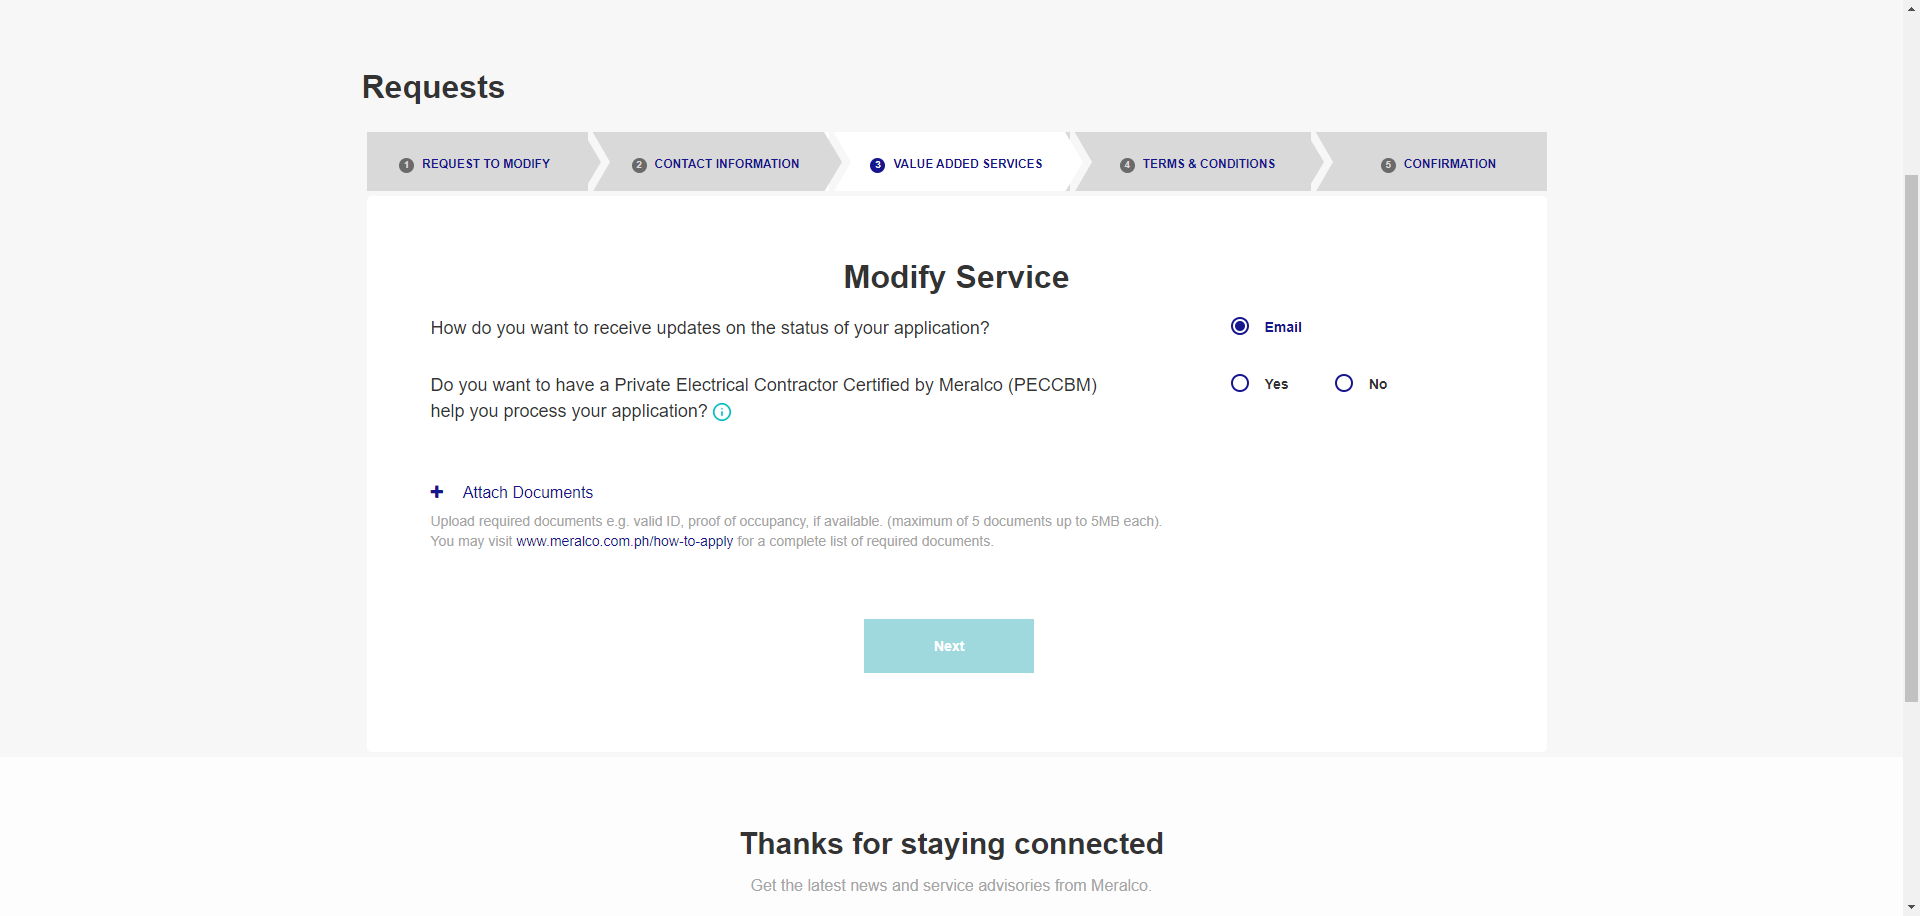 Requests
1 REQUEST TO MODIFY
2 CONTACT INFORMATION
3 VALUE ADDED SERVICES
4 TERMS & CONDITIONS
5 CONFIRMATION
Modify Service
How do you want to receive updates on the status of your application?
Email
Do you want to have a Private Electrical Contractor Certified by Meralco (PECCBM)
help you process your application? i
Yes
No
+ Attach Documents
Upload required documents e.g. valid ID, proof of occupancy, if available. (maximum of 5 documents up to 5MB each).
You may visit www.meralco.com.ph/how-to-apply for a complete list of required documents.
Next
Thanks for staying connected
Get the latest news and service advisories from Meralco.